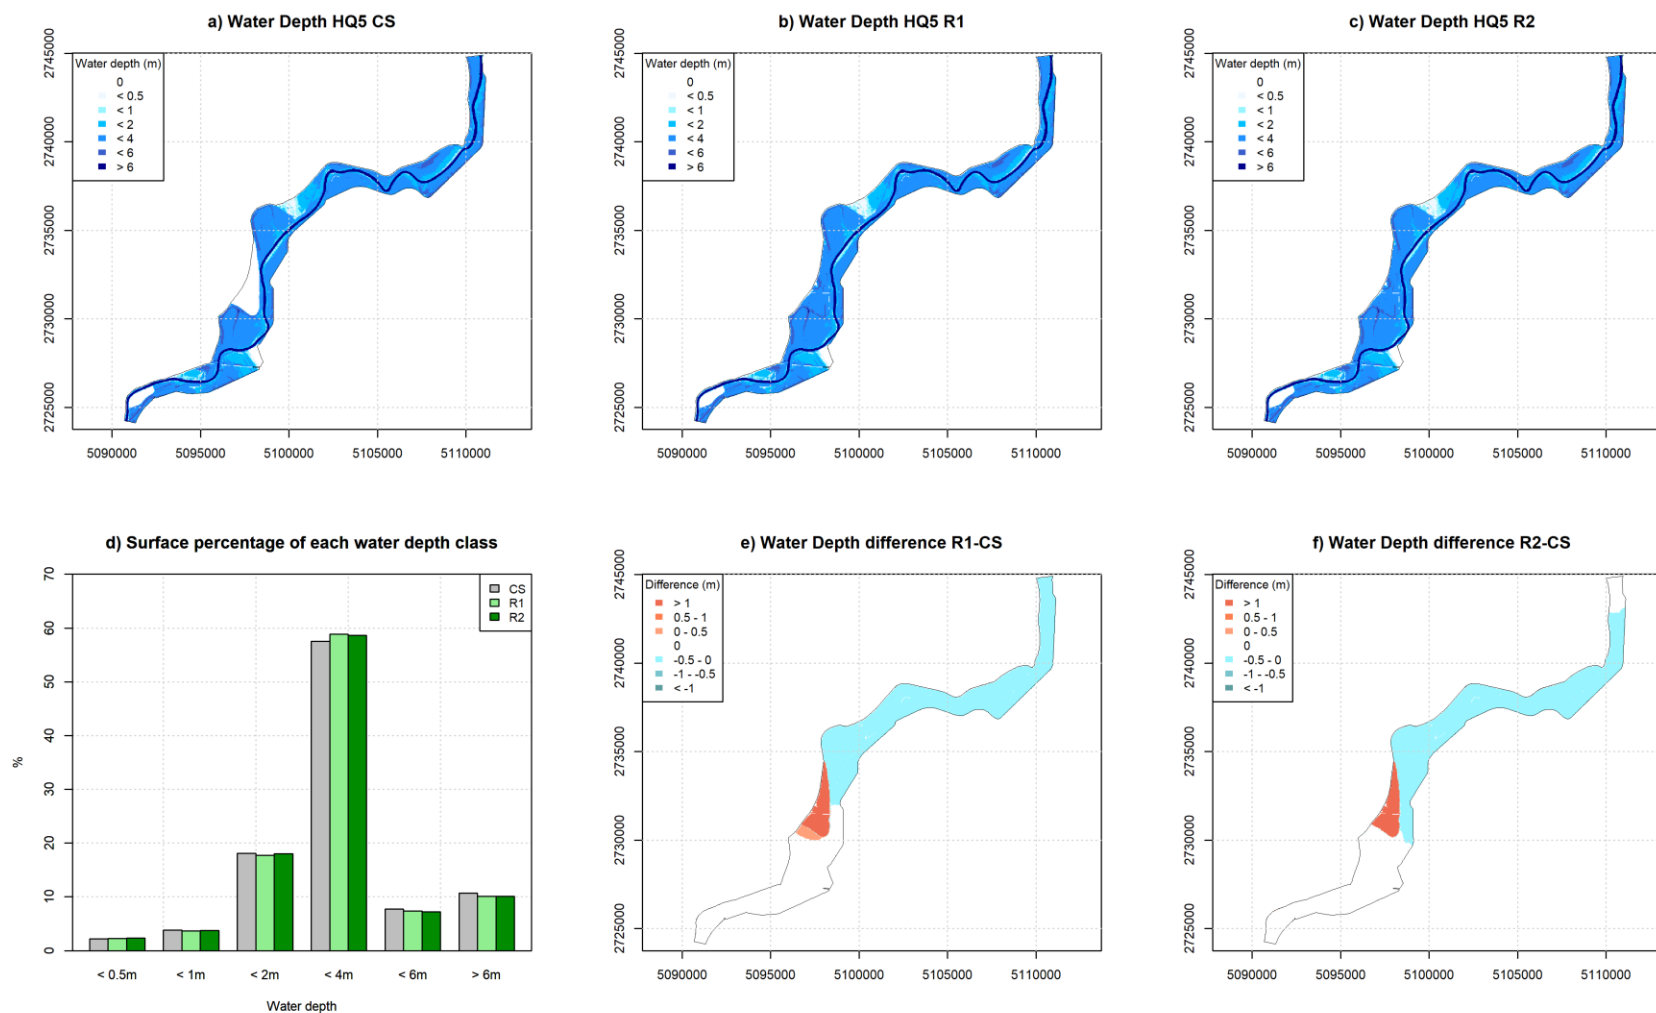 a) Water Depth HQ5 CS
2745000
2740000
2735000
2730000
2725000
Water depth (m)
0
< 0.5
< 1
< 2
< 4
< 6
> 6
5090000 5095000 5100000 5105000 5110000
b) Water Depth HQ5 R1
2745000
2740000
2735000
2730000
2725000
Water depth (m)
0
< 0.5
< 1
< 2
< 4
< 6
> 6
5090000 5095000 5100000 5105000 5110000
c) Water Depth HQ5 R2
2745000
2740000
2735000
2730000
2725000
Water depth (m)
0
< 0.5
< 1
< 2
< 4
< 6
> 6
5090000 5095000 5100000 5105000 5110000
d) Surface percentage of each water depth class
70
60
50
40
30
20
10
0
%
CS
R1
R2
< 0.5m < 1m < 2m < 4m < 6m > 6m
Water depth
e) Water Depth difference R1-CS
2745000
2740000
2735000
2730000
2725000
Difference (m)
> 1
0.5 - 1
0 - 0.5
0
-0.5 - 0
-1 - -0.5
< -1
5090000 5095000 5100000 5105000 5110000
f) Water Depth difference R2-CS
2745000
2740000
2735000
2730000
2725000
Difference (m)
> 1
0.5 - 1
0 - 0.5
0
-0.5 - 0
-1 - -0.5
< -1
5090000 5095000 5100000 5105000 5110000